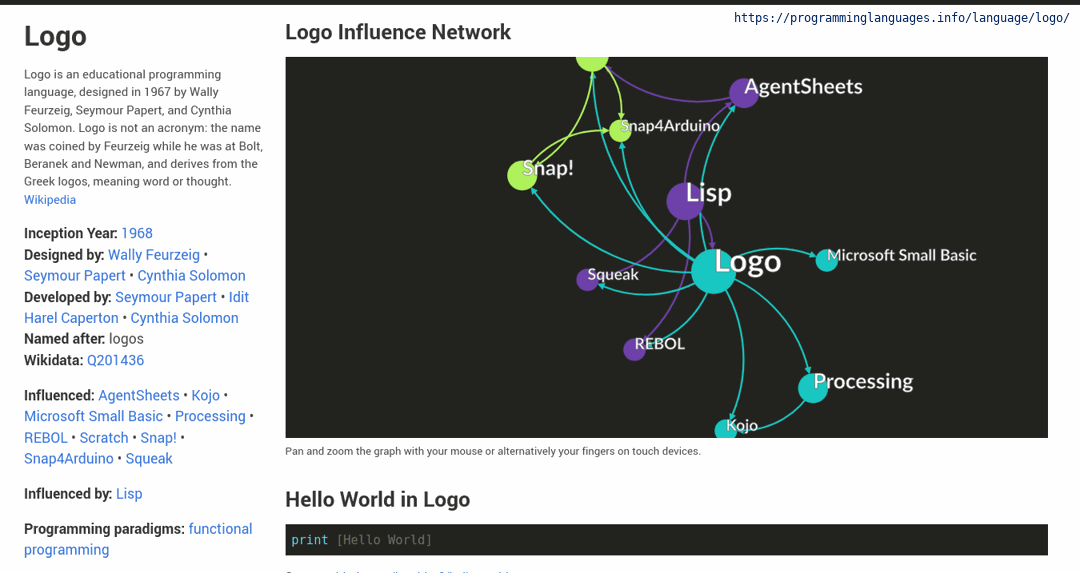 https://programminglanguages.info/language/logo/
Logo
Logo is an educational programming
language, designed in 1967 by Wally
Feurzeig, Seymour Papert, and Cynthia
Solomon. Logo is not an acronym: the name
was coined by Feurzeig while he was at Bolt,
Beranek and Newman, and derives from the
Greek logos, meaning word or thought.
Wikipedia
Inception Year: 1968
Designed by: Wally Feurzeig •
Seymour Papert • Cynthia Solomon
Developed by: Seymour Papert • Idit
Harel Caperton • Cynthia Solomon
Named after: logos
Wikidata: Q201436
Influenced: AgentSheets • Kojo •
Microsoft Small Basic • Processing •
REBOL • Scratch • Snap! •
Snap4Arduino • Squeak
Influenced by: Lisp
Programming paradigms: functional
programming
Logo Influence Network
AgentSheets
Snap4Arduino
Snap!
Lisp
Logo
Microsoft Small Basic
Squeak
REBOL
Processing
Kojo
Pan and zoom the graph with your mouse or alternatively your fingers on touch devices.
Hello World in Logo
print [Hello World]